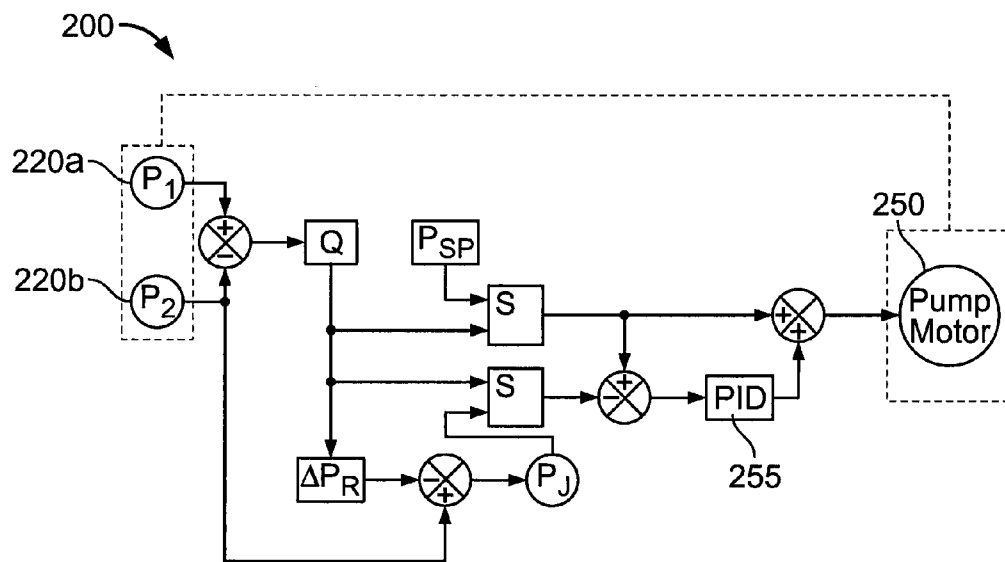 200
220a
P1
+
-
220b
P2
Q
PSP
S
S
+
-
ΔPR
-
+
PJ
PID
255
+
+
250
Pump
Motor